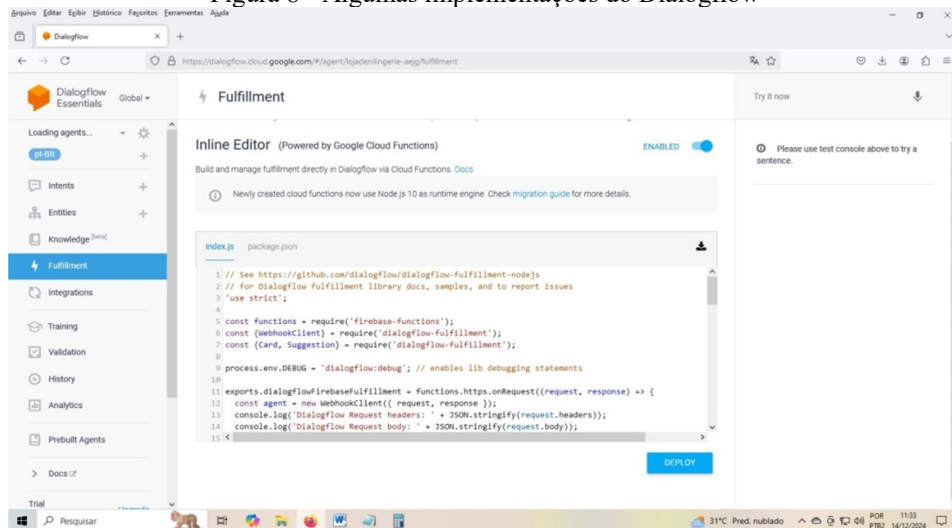 Figura 6 - Algumas implementações do Dialogflow
Arquivo Editar Exibir Histórico Favoritos Ferramentas Ajuda
Dialogflow
https://dialogflow.cloud.google.com/#/agent/lojadenilingerie-aejg/fulfillment
Dialogflow
Essentials
Global
Fulfillment
Try it now
Loading agents...
pt-BR
Inline Editor (Powered by Google Cloud Functions)
ENABLED
Please use test console above to try a
sentence.
Build and manage fulfillment directly in Dialogflow via Cloud Functions. Docs
Intents
Newly created cloud functions now use Node.js 10 as runtime engine. Check migration guide for more details.
Entities
Knowledge [beta]
Fulfillment
Integrations
Training
Validation
History
Analytics
Prebuilt Agents
Docs
Trial
index.js package.json
1 // See https://github.com/dialogflow/dialogflow-fulfillment-nodejs
2 // for Dialogflow fulfillment library docs, samples, and to report issues
3 'use strict';
4
5 const functions = require('firebase-functions');
6 const {WebhookClient} = require('dialogflow-fulfillment');
7 const {Card, Suggestion} = require('dialogflow-fulfillment');
8
9 process.env.DEBUG = 'dialogflow:debug'; // enables lib debugging statements
10
11 exports.dialogflowFirebaseFulfillment = functions.https.onRequest((request, response) => {
12 const agent = new WebhookClient({ request, response });
13 console.log('Dialogflow Request headers: ' + JSON.stringify(request.headers));
14 console.log('Dialogflow Request body: ' + JSON.stringify(request.body));
15
DEPLOY
Pesquisar
31°C Pred. nublado
POR
PTB2
11:33
14/12/2024